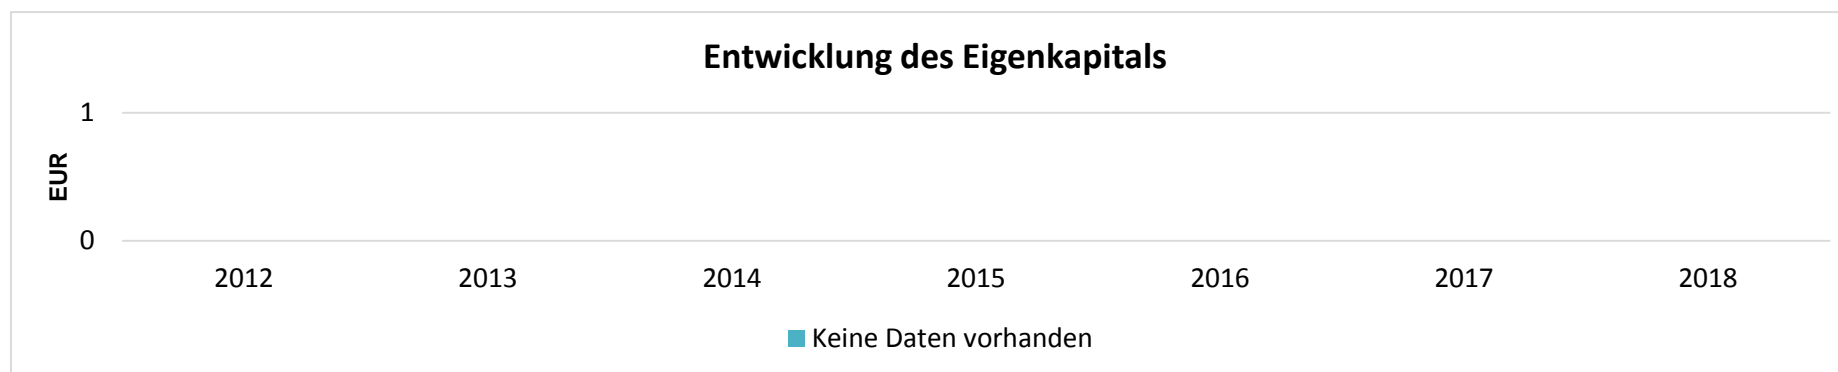 Entwicklung des Eigenkapitals
1
EUR
0
2012 2013 2014 2015 2016 2017 2018
Keine Daten vorhanden